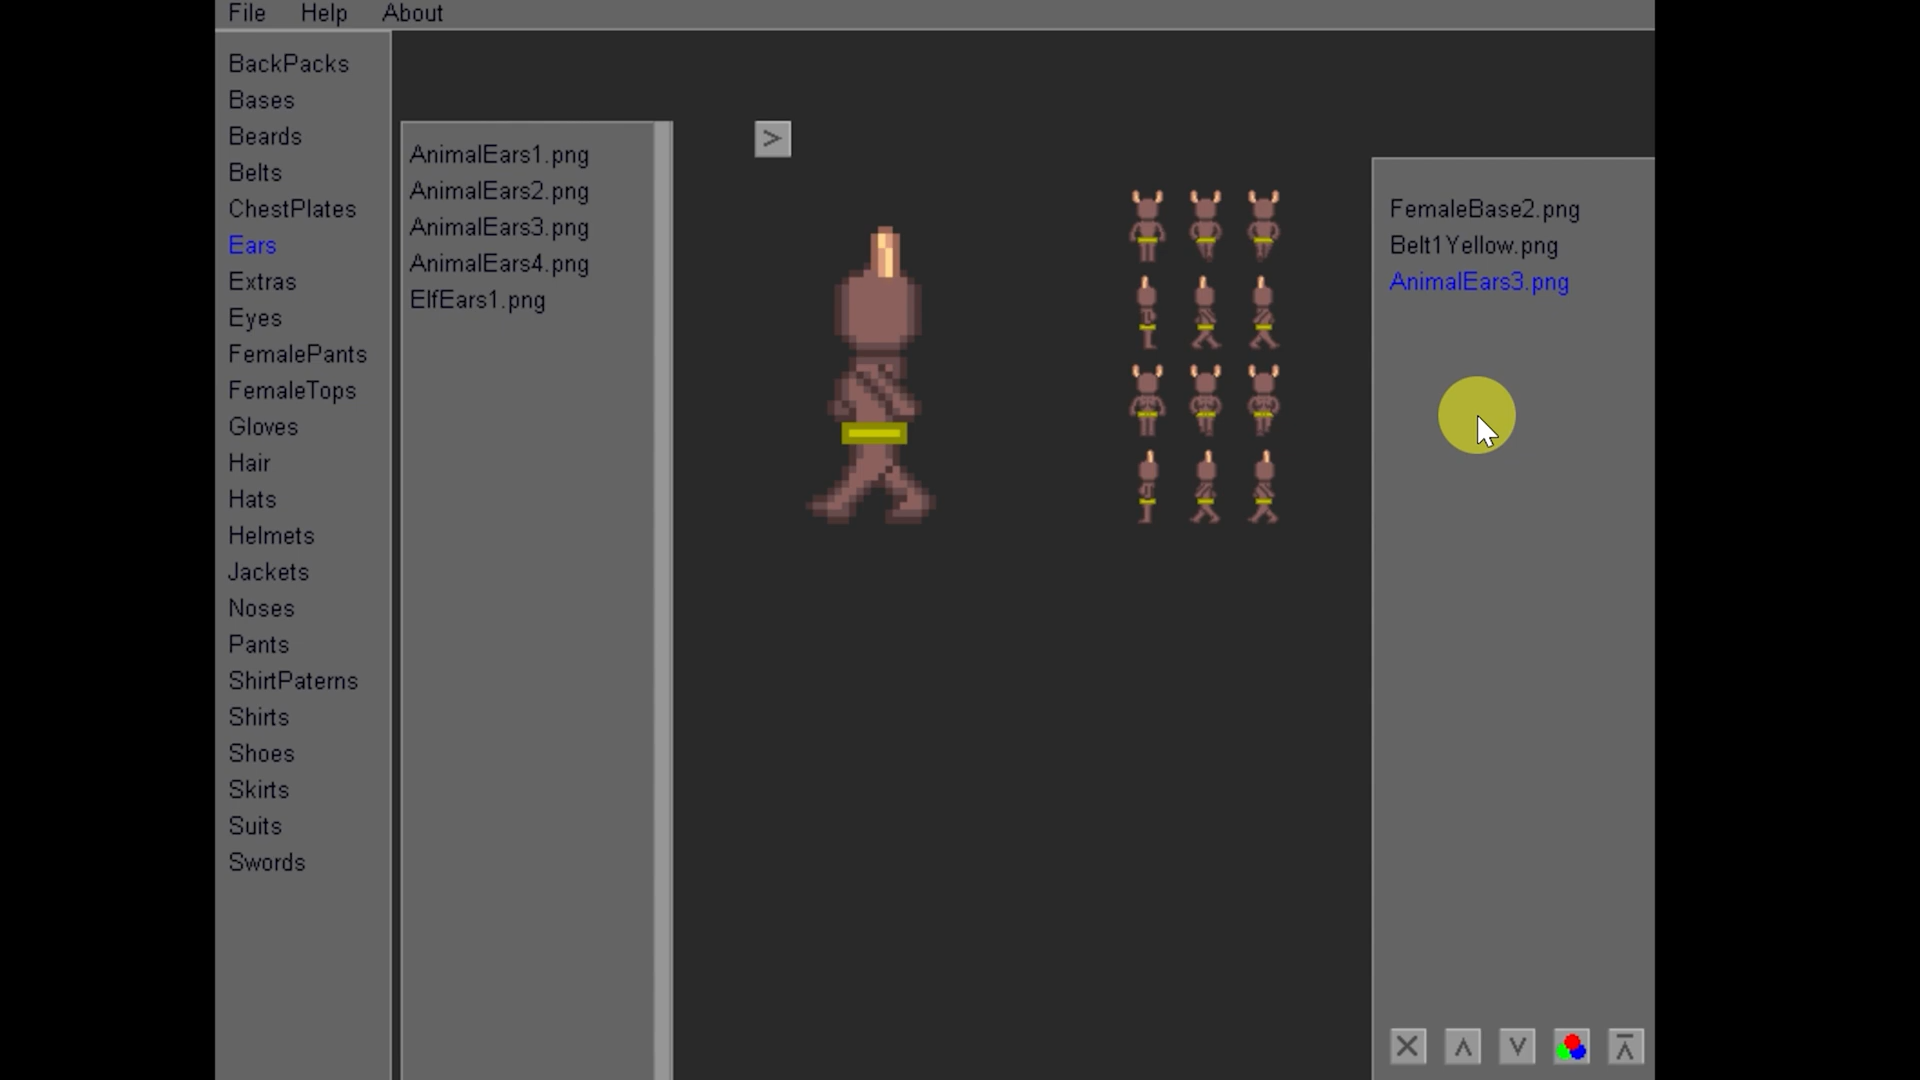 File Help About
BackPacks
Bases
Beards
Belts
ChestPlates
Ears
Extras
Eyes
FemalePants
FemaleTops
Gloves
Hair
Hats
Helmets
Jackets
Noses
Pants
ShirtPaterns
Shirts
Shoes
Skirts
Suits
Swords
AnimalEars1.png
AnimalEars2.png
AnimalEars3.png
AnimalEars4.png
ElfEars1.png
>
FemaleBase2.png
Belt1Yellow.png
AnimalEars3.png